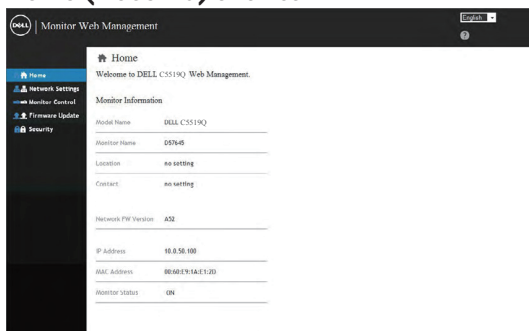 DELL Monitor Web Management
English
?
Home
Network Settings
Monitor Control
Firmware Update
Security
Home
Welcome to DELL C5519Q Web Management.
Monitor Information
Model Name DELL C5519Q
Monitor Name D57645
Location no setting
Contact no setting
Network FW Version A52
IP Address 10.0.50.100
MAC Address 00:60:E9:1A:E1:2D
Monitor Status ON